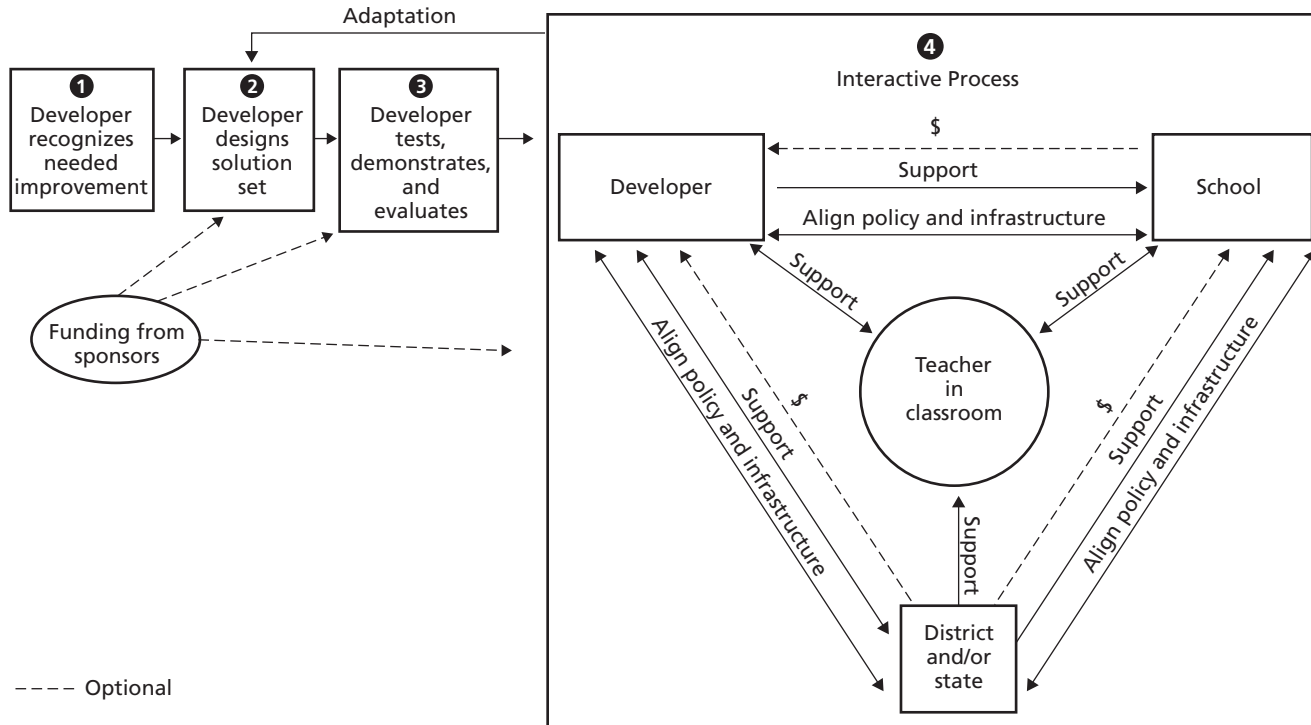 Adaptation
1
Developer
recognizes
needed
improvement
2
Developer
designs
solution
set
3
Developer
tests,
demonstrates,
and
evaluates
Funding from
sponsors
Optional
4
Interactive Process
$
Support
Align policy and infrastructure
Developer
School
Support
Support
Teacher
in
classroom
Align policy and infrastructure
Support
$
$
Support
Align policy and infrastructure
Support
District
and/or
state